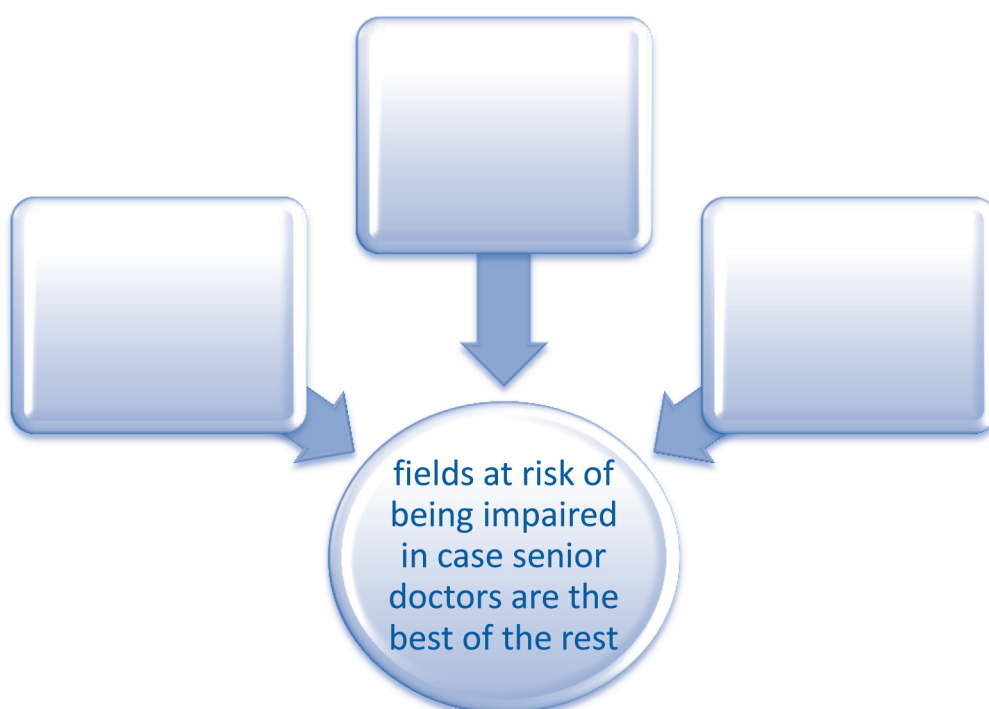 fields at risk of
being impaired
in case senior
doctors are the
best of the rest